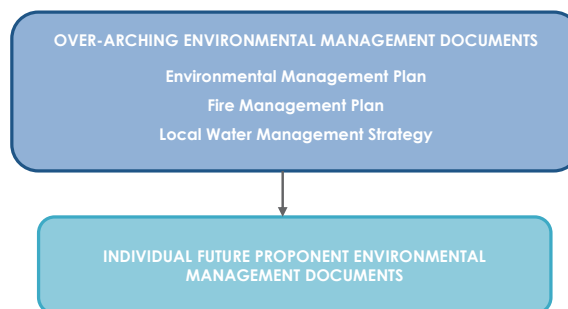 OVER-ARCHING ENVIRONMENTAL MANAGEMENT DOCUMENTS
Environmental Management Plan
Fire Management Plan
Local Water Management Strategy
INDIVIDUAL FUTURE PROPONENT ENVIRONMENTAL
MANAGEMENT DOCUMENTS